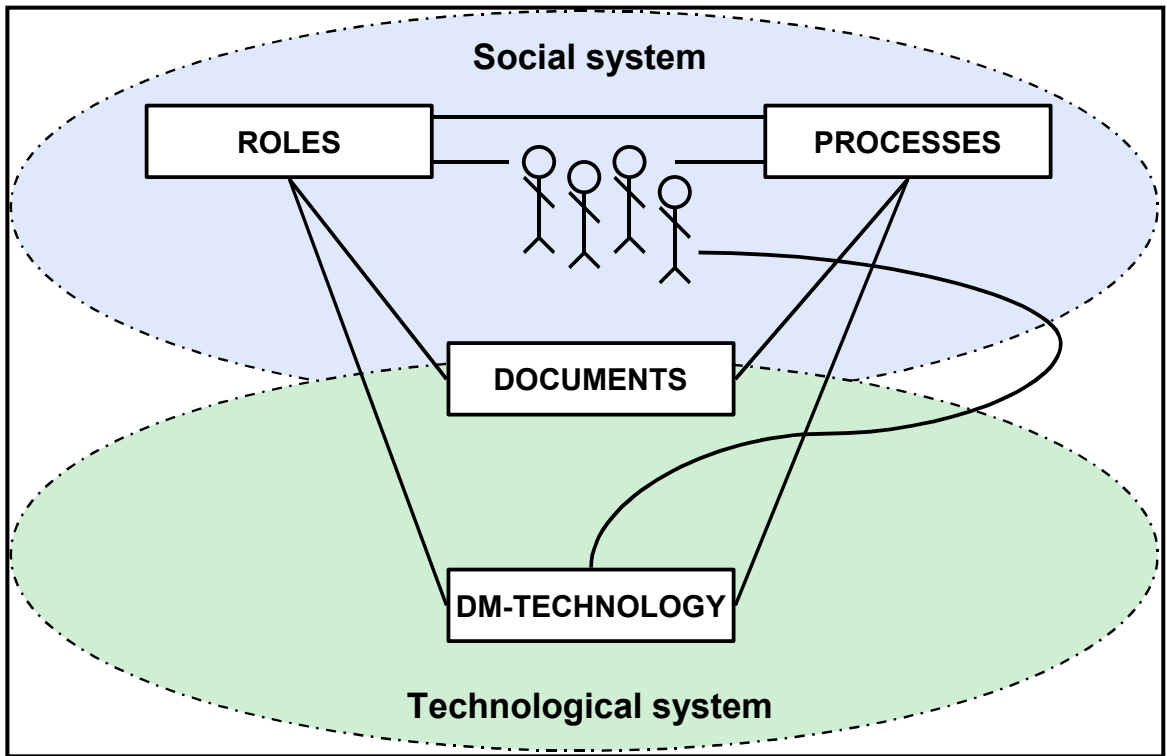 Social system
ROLES
PROCESSES
DOCUMENTS
DM-TECHNOLOGY
Technological system